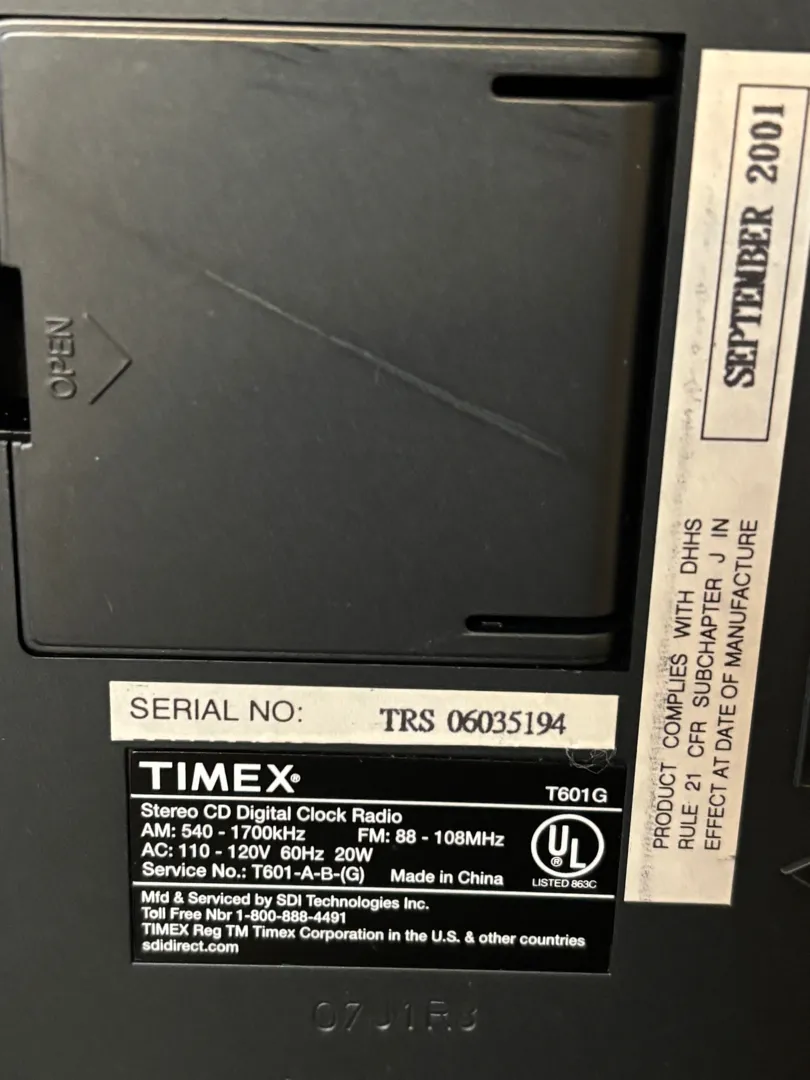 OPEN
SEPTEMBER 2001
PRODUCT COMPLIES WITH DHHS
RULE 21 CFR SUBCHAPTER J IN
EFFECT AT DATE OF MANUFACTURE
SERIAL NO: TRS 06035194
TIMEX® T601G
Stereo CD Digital Clock Radio
AM: 540 - 1700kHz FM: 88 - 108MHz
AC: 110 - 120V 60Hz 20W
Service No.: T601-A-B-(G) Made in China
UL ®
LISTED 863C
Mfd & Serviced by SDI Technologies Inc.
Toll Free Nbr 1-800-888-4491
TIMEX Reg TM Timex Corporation in the U.S. & other countries
sdidirect.com